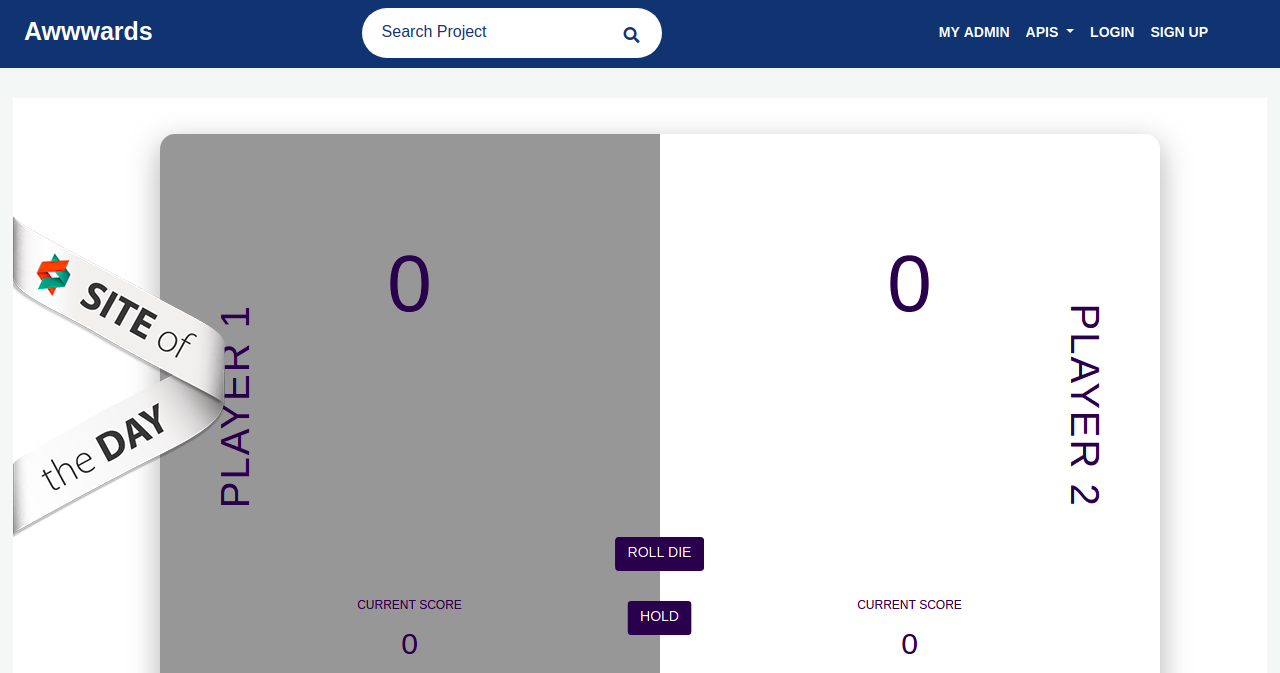 Awwwards
Search Project
MY ADMIN
APIS
LOGIN
SIGN UP
0
0
SITE of
the DAY
PLAYER 1
PLAYER 2
ROLL DIE
CURRENT SCORE
CURRENT SCORE
HOLD
0
0